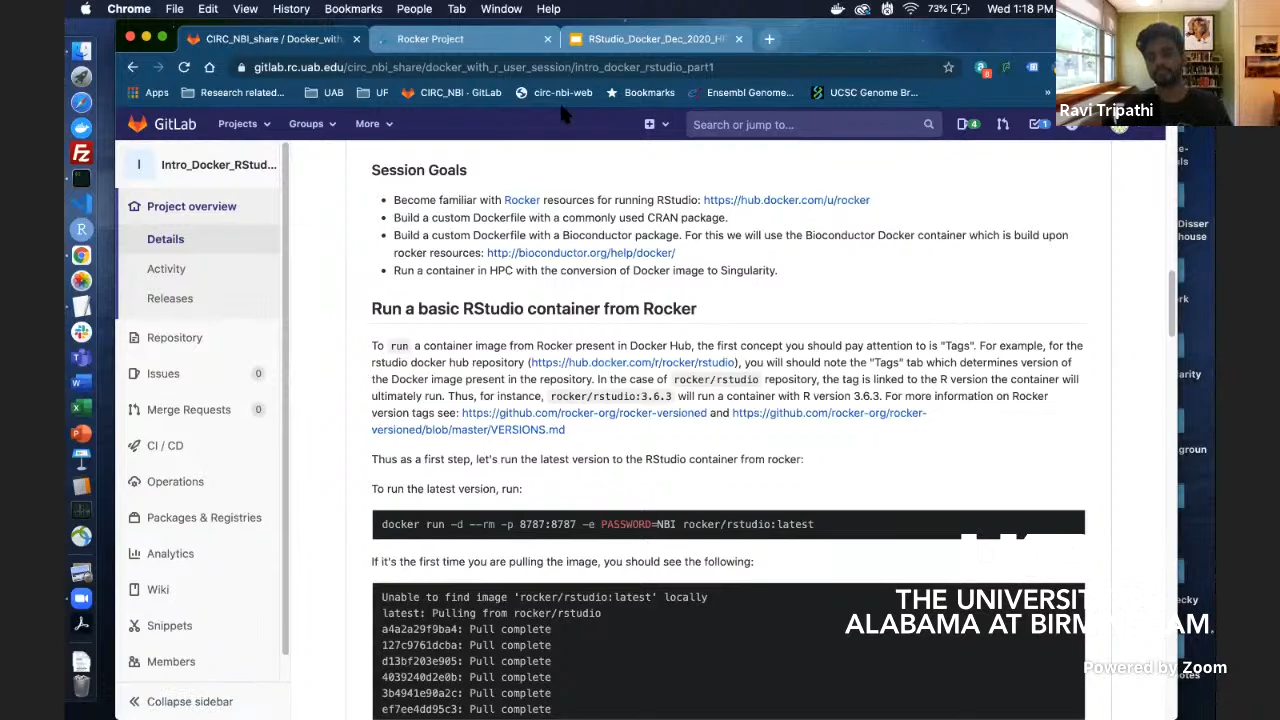 Chrome File Edit View History Bookmarks People Tab Window Help 73% Wed 1:18 PM
CIRC_NBI_share / Docker_with_ Rocker Project RStudio_Docker_Dec_2020_H
gitlab.rc.uab.edu/circ_nbi_share/docker_with_r_user_session/intro_docker_rstudio_part1
Apps Research related... UAB UF CIRC_NBI - GitLab circ-nbi-web Bookmarks Ensembl Genome... UCSC Genome Br... »
Ravi Tripathi
GitLab Projects Groups More Search or jump to... 4 1
I Intro_Docker_RStud...
Project overview
Details
Activity
Releases
Repository
Issues 0
Merge Requests 0
CI / CD
Operations
Packages & Registries
Analytics
Wiki
Snippets
Members
Collapse sidebar
Session Goals
Become familiar with Rocker resources for running RStudio: https://hub.docker.com/u/rocker
Build a custom Dockerfile with a commonly used CRAN package.
Build a custom Dockerfile with a Bioconductor package. For this we will use the Bioconductor Docker container which is build upon
rocker resources: http://bioconductor.org/help/docker/
Run a container in HPC with the conversion of Docker image to Singularity.
Run a basic RStudio container from Rocker
To run a container image from Rocker present in Docker Hub, the first concept you should pay attention to is "Tags". For example, for the
rstudio docker hub repository (https://hub.docker.com/r/rocker/rstudio), you will should note the "Tags" tab which determines version of
the Docker image present in the repository. In the case of rocker/rstudio repository, the tag is linked to the R version the container will
ultimately run. Thus, for instance, rocker/rstudio:3.6.3 will run a container with R version 3.6.3. For more information on Rocker
version tags see: https://github.com/rocker-org/rocker-versioned and https://github.com/rocker-org/rocker-
versioned/blob/master/VERSIONS.md
Thus as a first step, let's run the latest version to the RStudio container from rocker:
To run the latest version, run:
docker run -d --rm -p 8787:8787 -e PASSWORD=NBI rocker/rstudio:latest
If it's the first time you are pulling the image, you should see the following:
Unable to find image 'rocker/rstudio:latest' locally
latest: Pulling from rocker/rstudio
a4a2a29f9ba4: Pull complete
127c9761dcba: Pull complete
d13bf203e905: Pull complete
4039240d2e0b: Pull complete
3b4941e90a2c: Pull complete
ef7ee4dd95c3: Pull complete
THE UNIVERSIT
ALABAMA AT BIRM AM.
Powered by Zoom
Disser
house